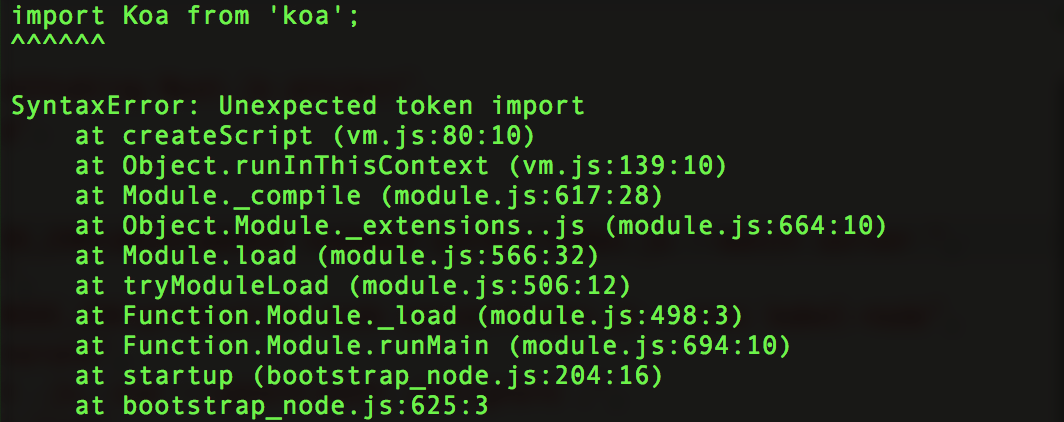 import Koa from 'koa';
^^^^^^
SyntaxError: Unexpected token import
    at createScript (vm.js:80:10)
    at Object.runInThisContext (vm.js:139:10)
    at Module._compile (module.js:617:28)
    at Object.Module._extensions..js (module.js:664:10)
    at Module.load (module.js:566:32)
    at tryModuleLoad (module.js:506:12)
    at Function.Module._load (module.js:498:3)
    at Function.Module.runMain (module.js:694:10)
    at startup (bootstrap_node.js:204:16)
    at bootstrap_node.js:625:3